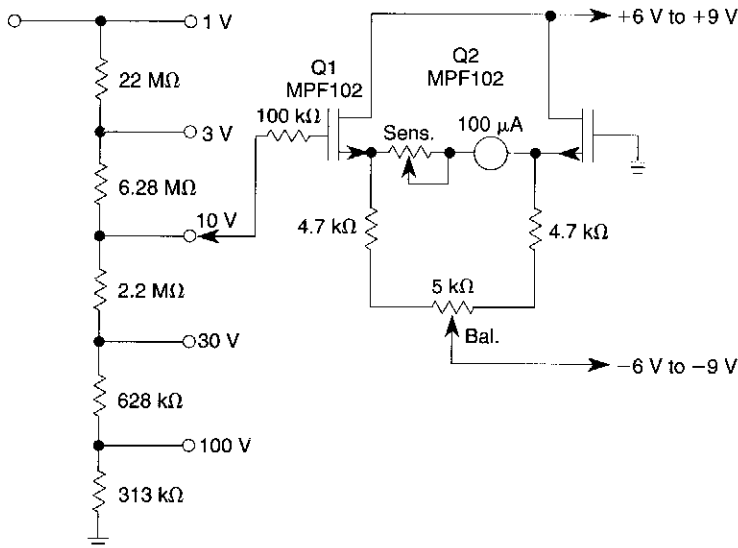 1 V
+6 V to +9 V
Q1
MPF102
Q2
MPF102
22 MΩ
100 kΩ
Sens.
100 μA
3 V
6.28 MΩ
10 V
4.7 kΩ
4.7 kΩ
2.2 MΩ
5 kΩ
Bal.
30 V
−6 V to −9 V
628 kΩ
100 V
313 kΩ